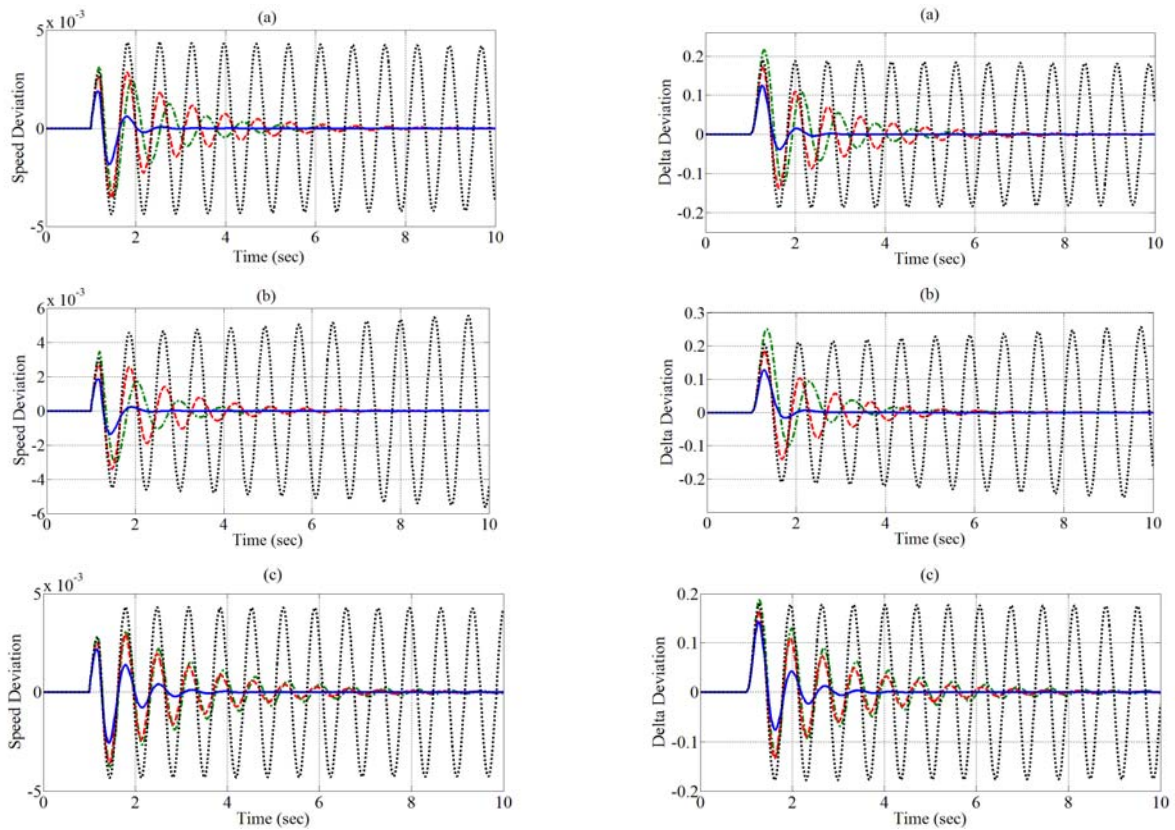 (a)
x 10⁻³
5
0
-5
Speed Deviation
0 2 4 6 8 10
Time (sec)
(a)
0.2
0.1
0
-0.1
-0.2
Delta Deviation
0 2 4 6 8 10
Time (sec)
(b)
x 10⁻³
6
4
2
0
-2
-4
-6
Speed Deviation
0 2 4 6 8 10
Time (sec)
(b)
0.3
0.2
0.1
0
-0.1
-0.2
Delta Deviation
0 2 4 6 8 10
Time (sec)
(c)
x 10⁻³
5
0
-5
Speed Deviation
0 2 4 6 8 10
Time (sec)
(c)
0.2
0.1
0
-0.1
-0.2
Delta Deviation
0 2 4 6 8 10
Time (sec)